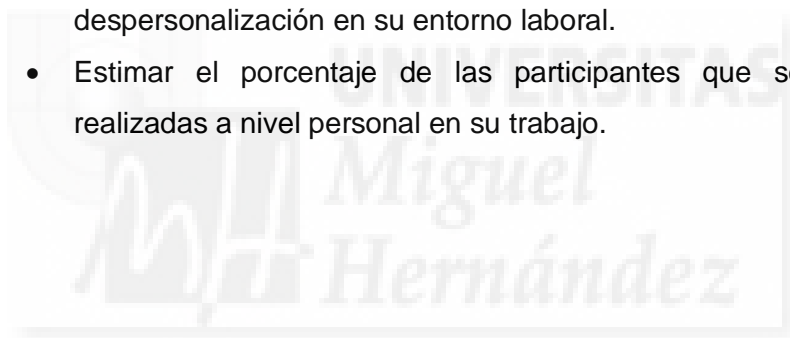 despersonalización en su entorno laboral.
• Estimar el porcentaje de las participantes que
realizadas a nivel personal en su trabajo.
UNIVERSITAS
Miguel
Hernández